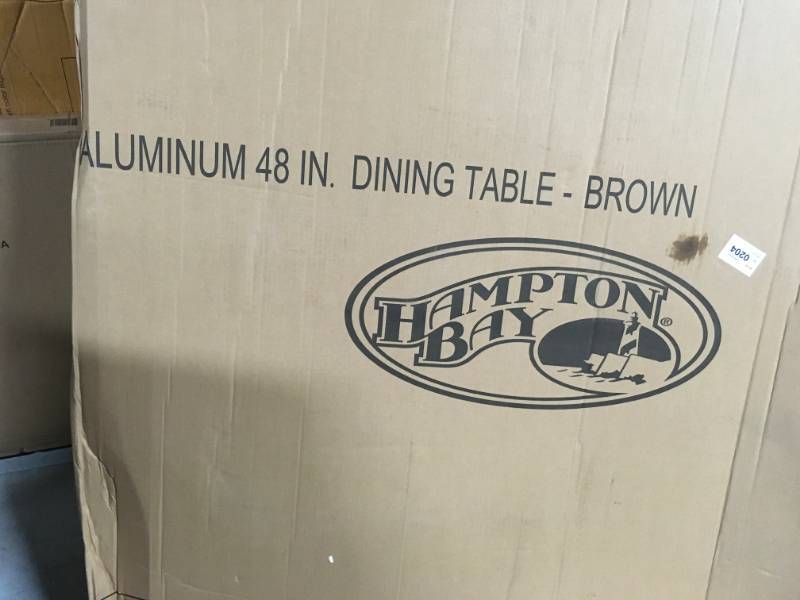 ALUMINUM 48 IN. DINING TABLE - BROWN
HAMPTON
BAY
®
0204
A